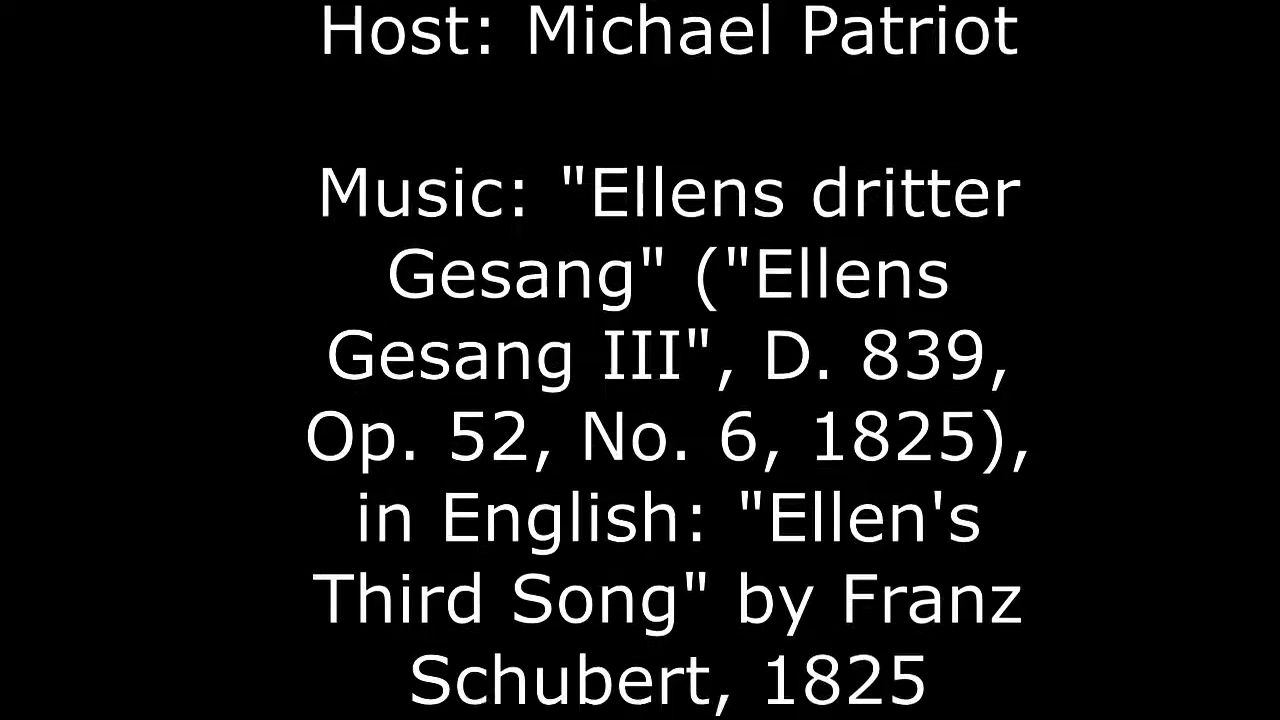 Host: Michael Patriot
Music: "Ellens dritter
Gesang" ("Ellens
Gesang III", D. 839,
Op. 52, No. 6, 1825),
in English: "Ellen's
Third Song" by Franz
Schubert, 1825